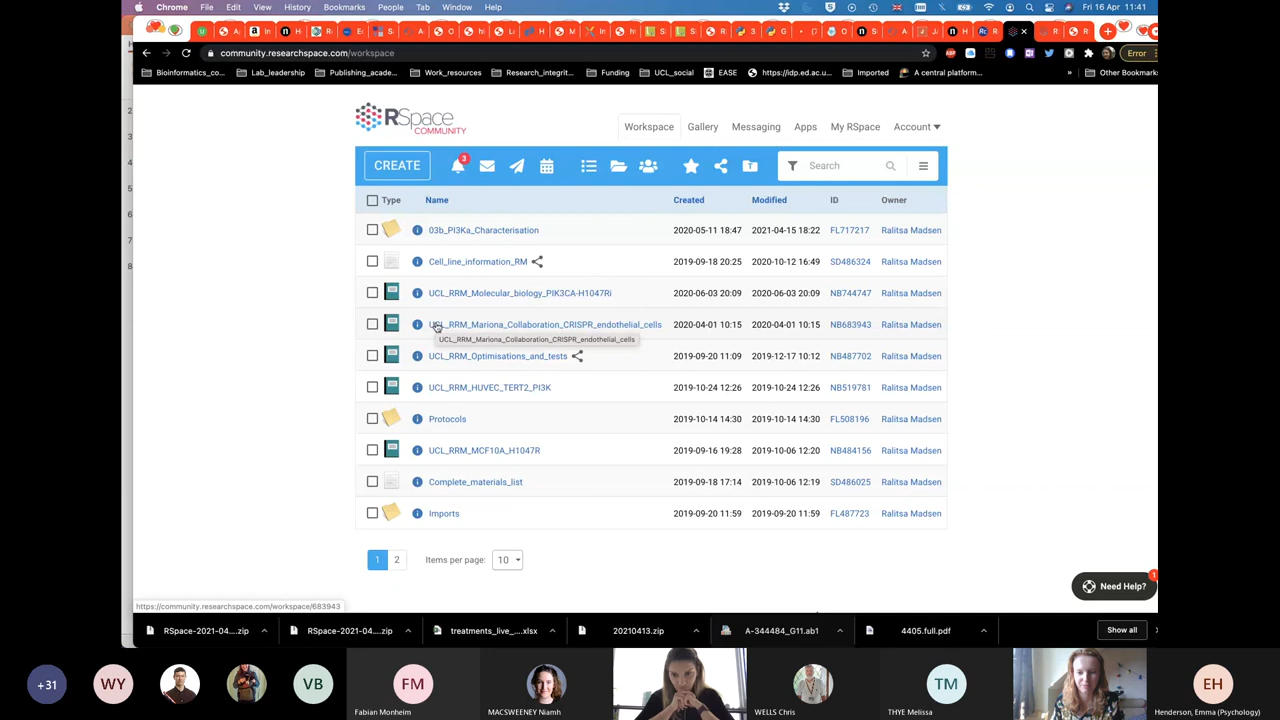 Chrome File Edit View History Bookmarks People Tab Window Help Fri 16 Apr 11:41
community.researchspace.com/workspace Error
Bioinformatics_co... Lab_leadership Publishing_acade... Work_resources Research_integrit... Funding UCL_social EASE https://idp.ed.ac.u... Imported A central platform... » Other Bookmarks
RSpace
COMMUNITY
Workspace Gallery Messaging Apps My RSpace Account
CREATE 3 Search
Type Name Created Modified ID Owner
03b_PI3Ka_Characterisation 2020-05-11 18:47 2021-04-15 18:22 FL717217 Ralitsa Madsen
Cell_line_information_RM 2019-09-18 20:25 2020-10-12 16:49 SD486324 Ralitsa Madsen
UCL_RRM_Molecular_biology_PIK3CA-H1047Ri 2020-06-03 20:09 2020-06-03 20:09 NB744747 Ralitsa Madsen
UCL_RRM_Mariona_Collaboration_CRISPR_endothelial_cells 2020-04-01 10:15 2020-04-01 10:15 NB683943 Ralitsa Madsen
UCL_RRM_Mariona_Collaboration_CRISPR_endothelial_cells
UCL_RRM_Optimisations_and_tests 2019-09-20 11:09 2019-12-17 10:12 NB487702 Ralitsa Madsen
UCL_RRM_HUVEC_TERT2_PI3K 2019-10-24 12:26 2019-10-24 12:26 NB519781 Ralitsa Madsen
Protocols 2019-10-14 14:30 2019-10-14 14:30 FL508196 Ralitsa Madsen
UCL_RRM_MCF10A_H1047R 2019-09-16 19:28 2019-10-06 12:20 NB484156 Ralitsa Madsen
Complete_materials_list 2019-09-18 17:14 2019-10-06 12:19 SD486025 Ralitsa Madsen
Imports 2019-09-20 11:59 2019-09-20 11:59 FL487723 Ralitsa Madsen
1 2 Items per page: 10
Need Help? 1
https://community.researchspace.com/workspace/683943
RSpace-2021-04....zip RSpace-2021-04....zip treatments_live_....xlsx 20210413.zip A-344484_G11.ab1 4405.full.pdf Show all
+31 WY VB FM TM EH
Fabian Monheim MACSWEENEY Niamh WELLS Chris THYE Melissa Henderson, Emma (Psychology)